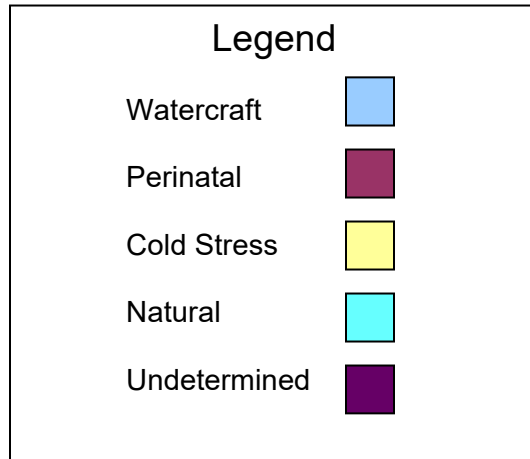 Legend
Watercraft
Perinatal
Cold Stress
Natural
Undetermined